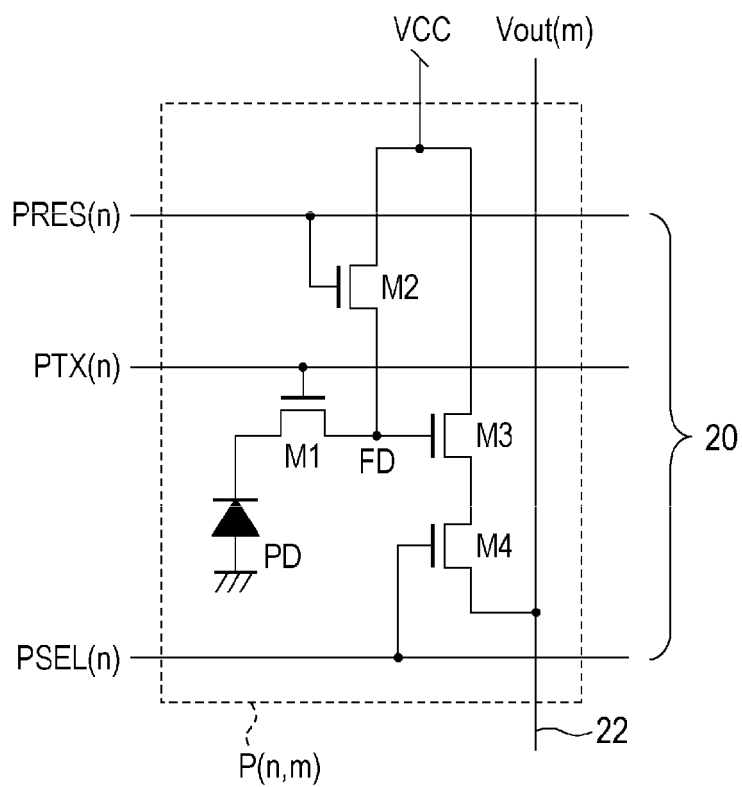 VCC
Vout(m)
PRES(n)
M2
PTX(n)
M1
FD
M3
20
PD
M4
PSEL(n)
22
P(n,m)